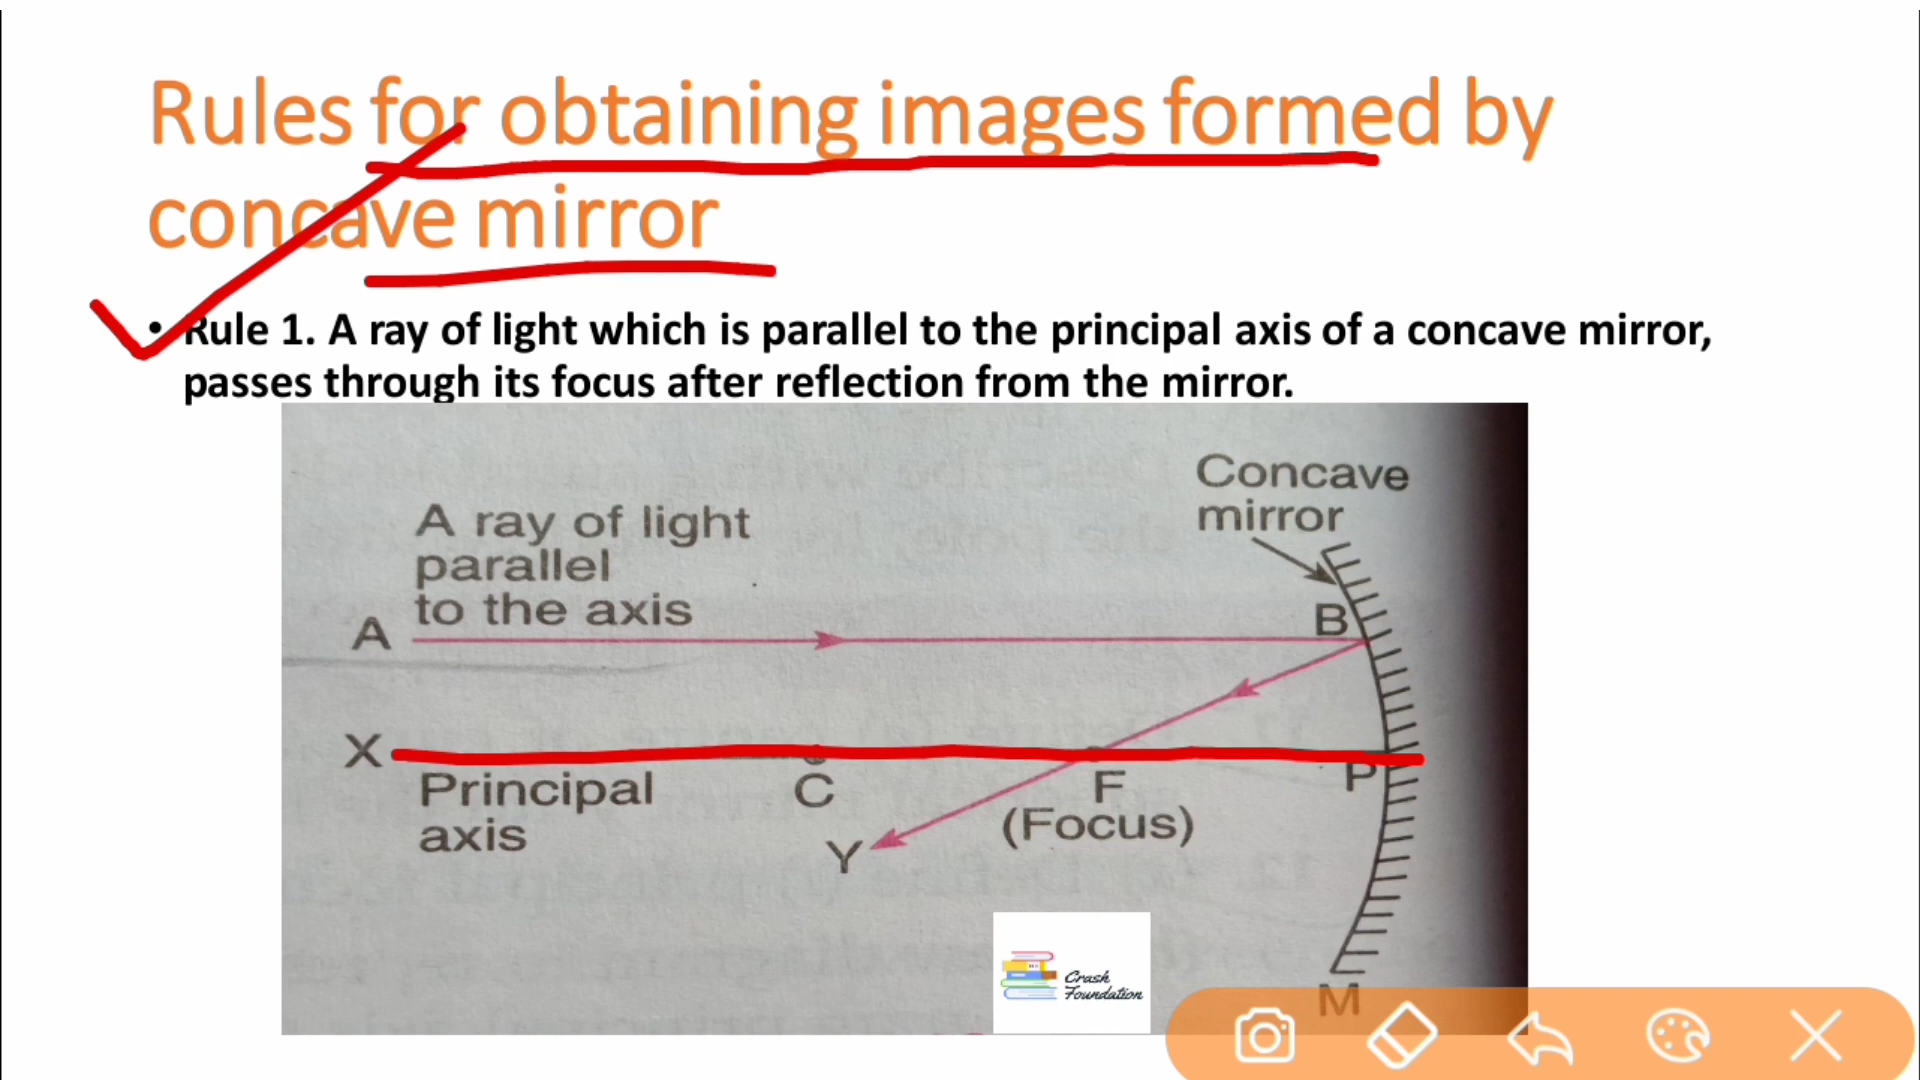 Rules for obtaining images formed by
concave mirror
• Rule 1. A ray of light which is parallel to the principal axis of a concave mirror,
passes through its focus after reflection from the mirror.
Concave
mirror
A ray of light
parallel
to the axis
A
B
X
Principal
axis
C
F
(Focus)
P
Y
Crash
Foundation
M